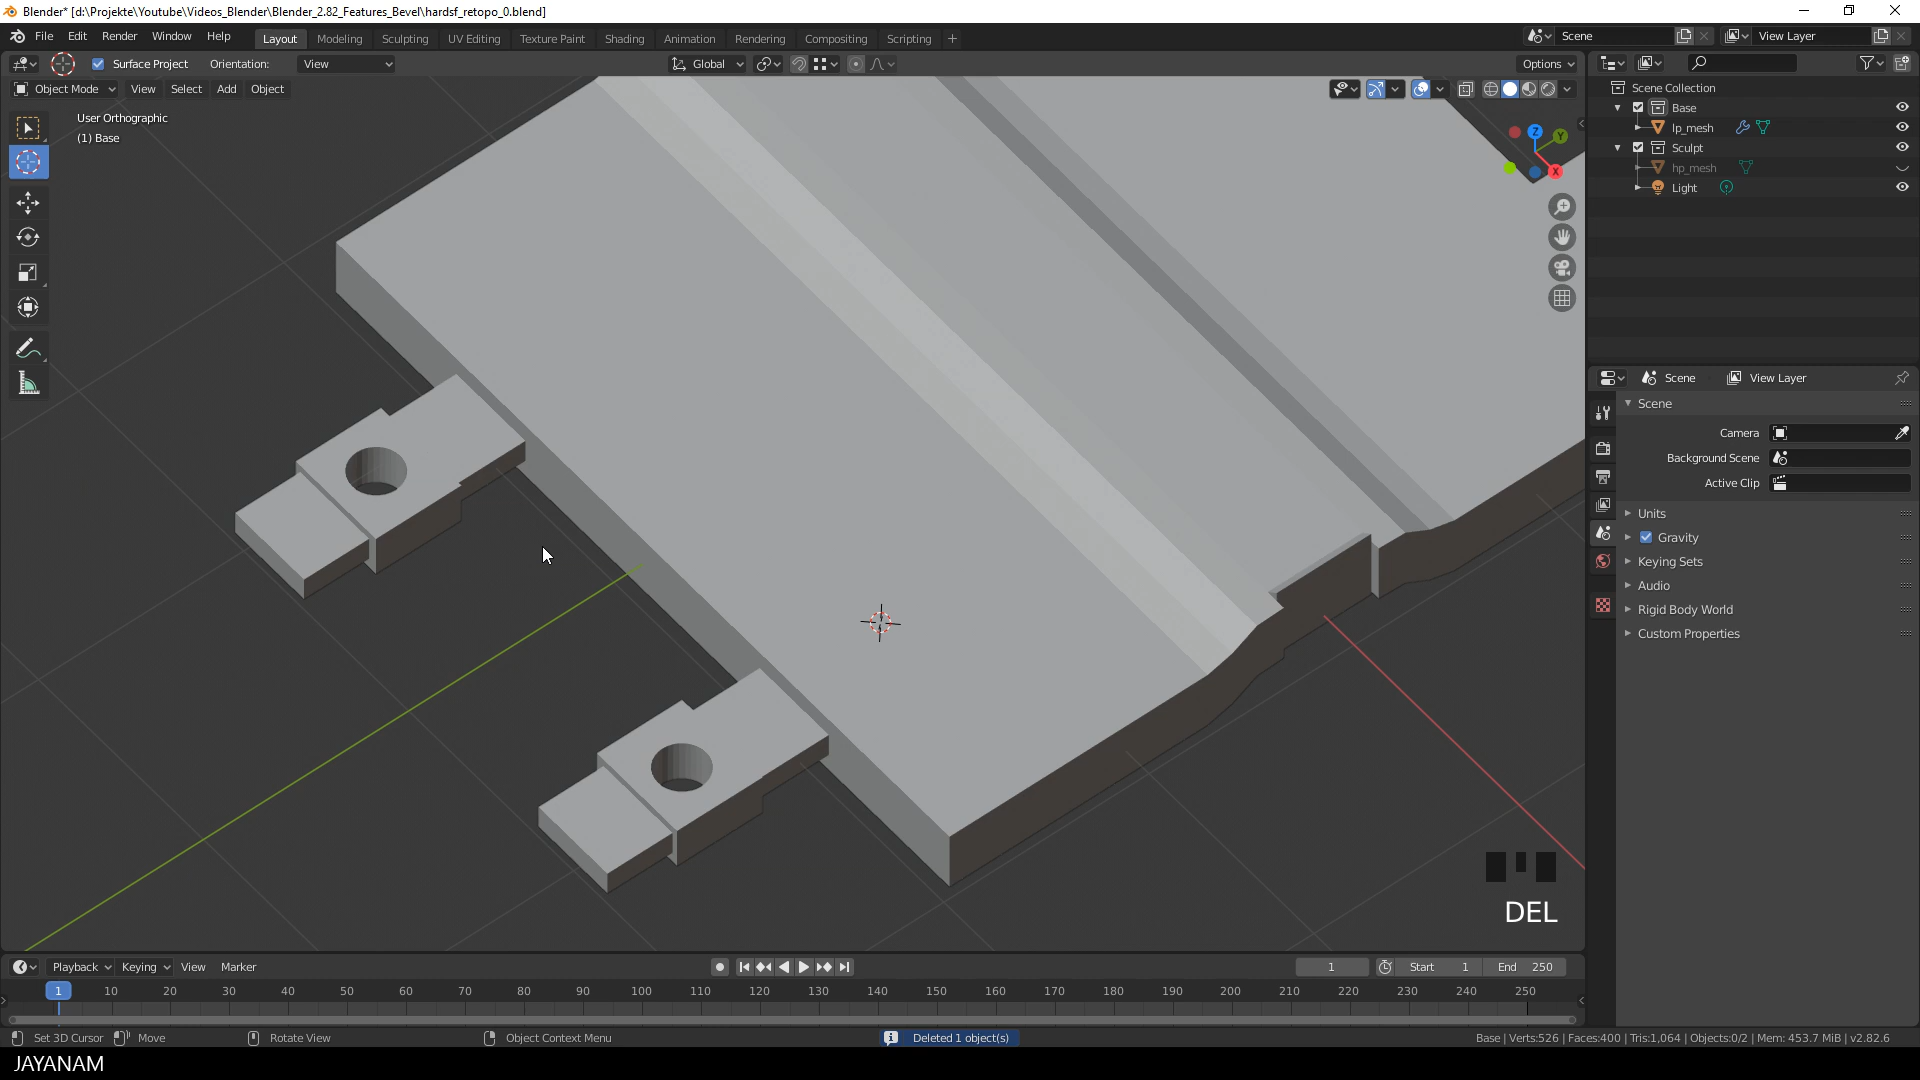 Blender* [d:\Projekte\Youtube\Videos_Blender\Blender_2.82_Features_Bevel\hardsf_retopo_0.blend]
File Edit Render Window Help Layout Modeling Sculpting UV Editing Texture Paint Shading Animation Rendering Compositing Scripting + Scene View Layer
Surface Project Orientation: View Global Options
Object Mode View Select Add Object
User Orthographic
(1) Base
Z
Y
X
Scene Collection
Base
lp_mesh
Sculpt
hp_mesh
Light
Scene View Layer
Scene
Camera
Background Scene
Active Clip
Units
Gravity
Keying Sets
Audio
Rigid Body World
Custom Properties
DEL
Playback Keying View Marker 1 Start 1 End 250
1 10 20 30 40 50 60 70 80 90 100 110 120 130 140 150 160 170 180 190 200 210 220 230 240 250
Set 3D Cursor Move Rotate View Object Context Menu Deleted 1 object(s) Base | Verts:526 | Faces:400 | Tris:1,064 | Objects:0/2 | Mem: 453.7 MiB | v2.82.6
JAYANAM